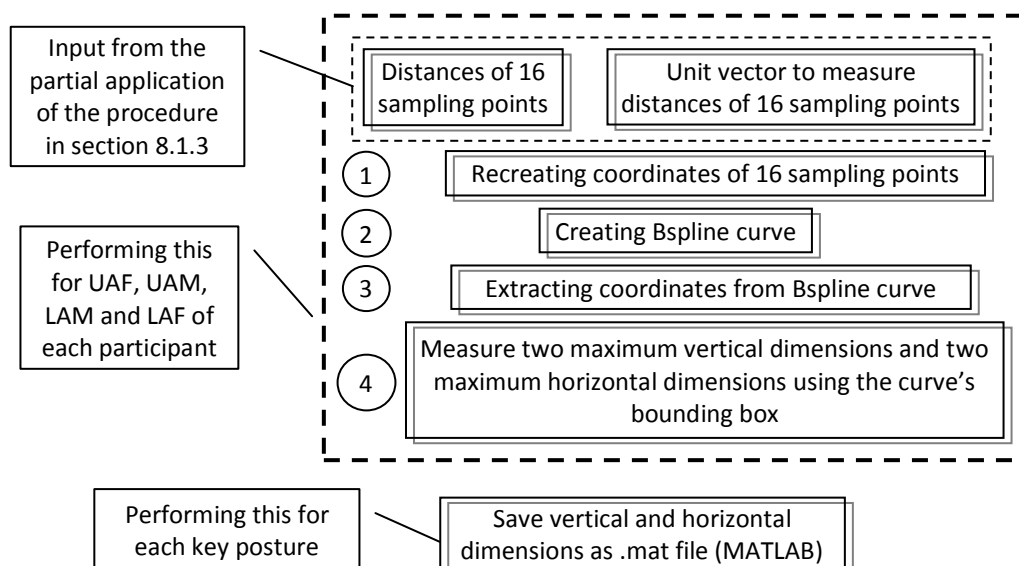 Input from the
partial application
of the procedure
in section 8.1.3
Distances of 16
sampling points
Unit vector to measure
distances of 16 sampling points
1
Recreating coordinates of 16 sampling points
2
Creating Bspline curve
3
Extracting coordinates from Bspline curve
Performing this
for UAF, UAM,
LAM and LAF of
each participant
4
Measure two maximum vertical dimensions and two
maximum horizontal dimensions using the curve’s
bounding box
Performing this for
each key posture
Save vertical and horizontal
dimensions as .mat file (MATLAB)